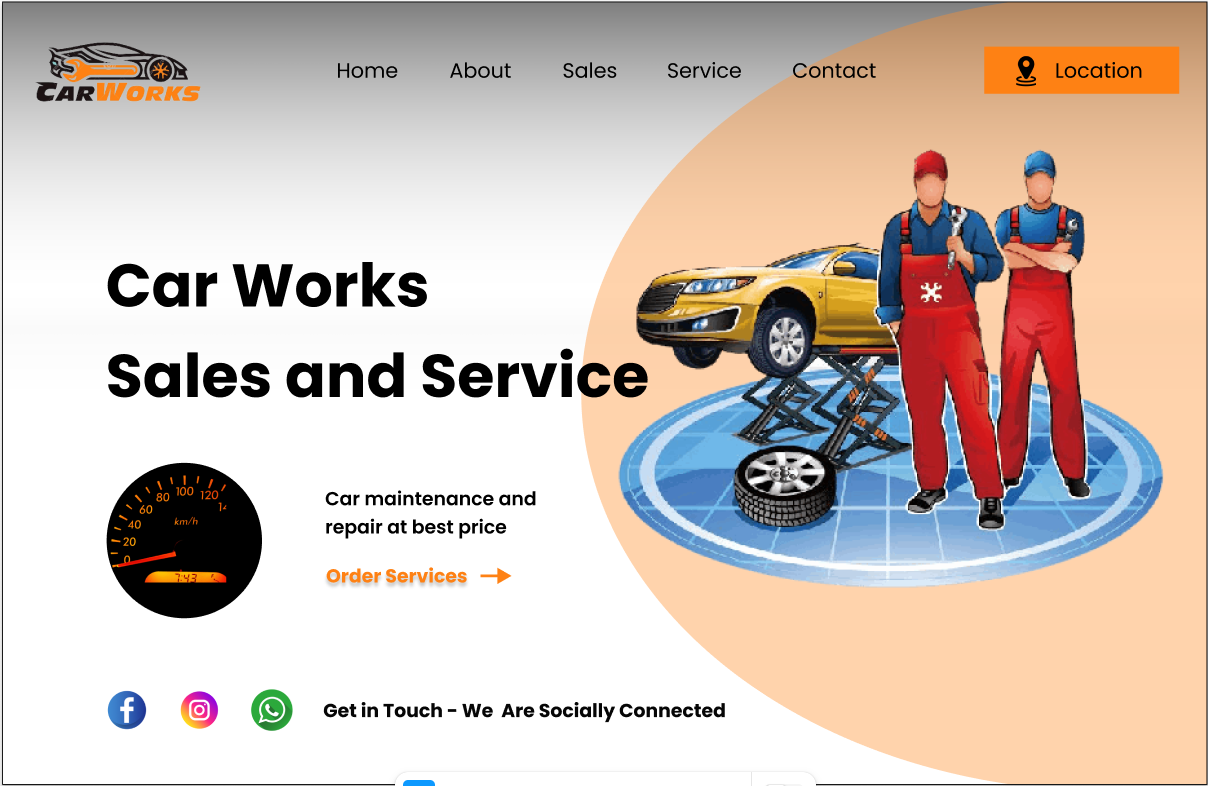 CARWORKS
Home
About
Sales
Service
Contact
Location
Car Works
Sales and Service
0
20
40
60
80
100
120
km/h
7:43
Car maintenance and
repair at best price
Order Services
Get in Touch - We Are Socially Connected